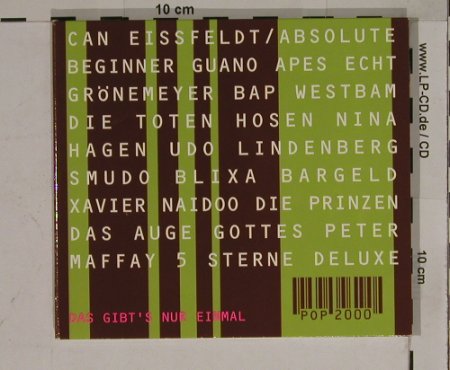 10 cm
CAN EISSFELDT/ABSOLUTE
BEGINNER GUANO APES ECHT
GRÖNEMEYER BAP WESTBAM
DIE TOTEN HOSEN NINA
HAGEN UDO LINDENBERG
SMUDO BLIXA BARGELD
XAVIER NAIDOO DIE PRINZEN
DAS AUGE GOTTES PETER
MAFFAY 5 STERNE DELUXE
DAS GIBT'S NUR EINMAL
POP 2000
www.LP-CD.de / CD
10 cm